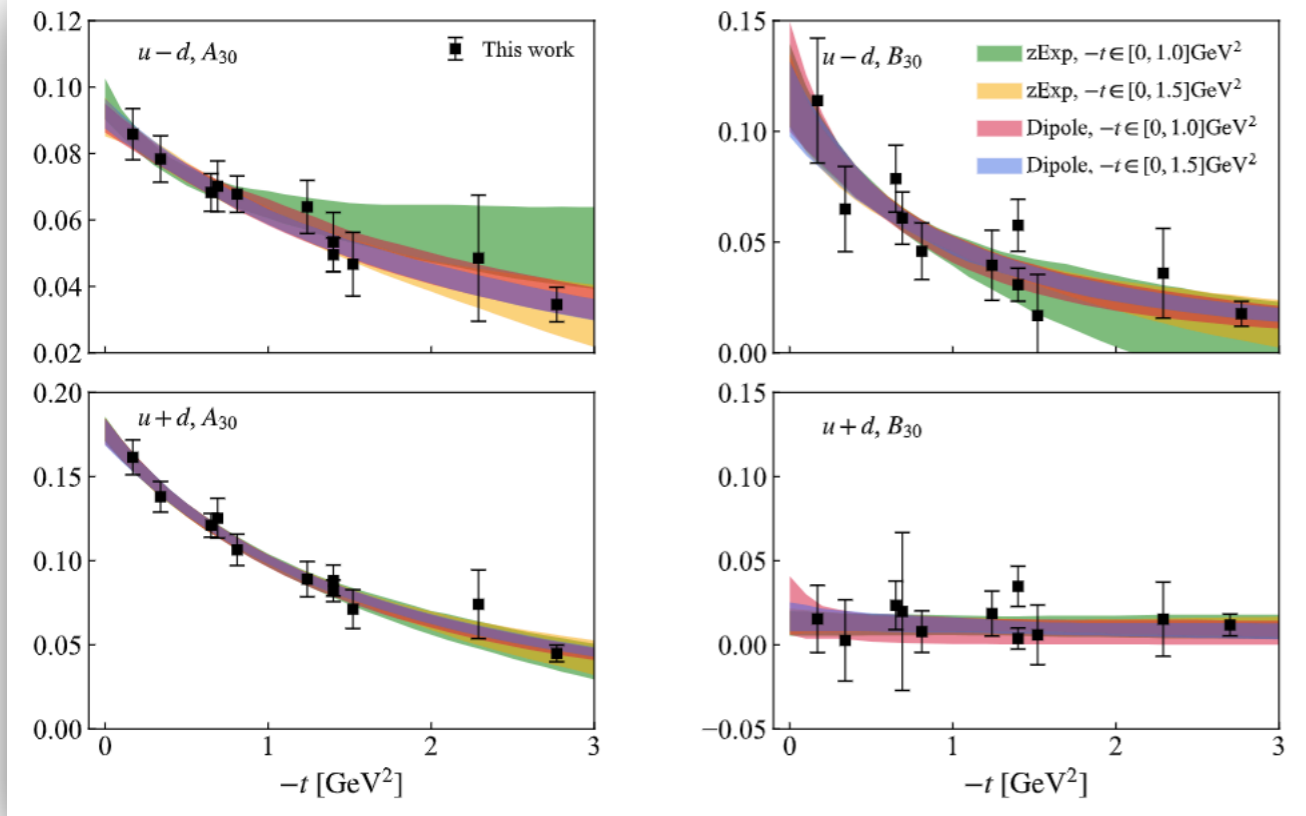 0.12
0.10
0.08
0.06
0.04
0.02
u − d, A₃₀
This work
0.15
0.10
0.05
0.00
u − d, B₃₀
zExp, −t ∈ [0, 1.0]GeV²
zExp, −t ∈ [0, 1.5]GeV²
Dipole, −t ∈ [0, 1.0]GeV²
Dipole, −t ∈ [0, 1.5]GeV²
0.20
0.15
0.10
0.05
0.00
u + d, A₃₀
0 1 2 3
−t [GeV²]
0.15
0.10
0.05
0.00
−0.05
u + d, B₃₀
0 1 2 3
−t [GeV²]